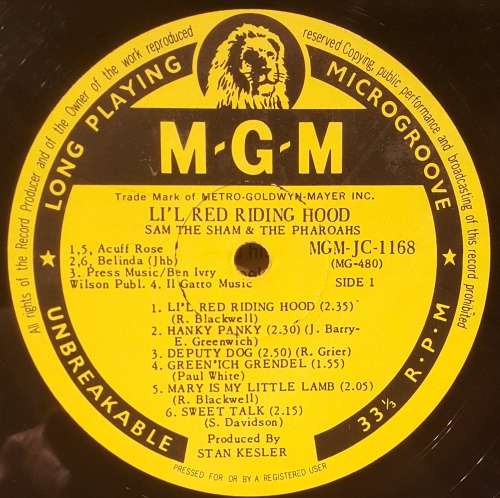 All rights of the Record Producer and of the Owner of the work reproduced
reserved Copying, public performance and broadcasting of this record prohibited
LONG PLAYING
MICROGROOVE
M-G-M
Trade Mark of METRO-GOLDWYN-MAYER INC.
LI'L RED RIDING HOOD
SAM THE SHAM & THE PHAROAHS
1,5, Acuff Rose
2,6, Belinda (Jhb)
3. Press Music/Ben Ivry
Wilson Publ. 4. Il Gatto Music
MGM-JC-1168
(MG-480)
SIDE 1
1. LI'L RED RIDING HOOD (2.35)
(R. Blackwell)
2. HANKY PANKY (2.30) (J. Barry-
E. Greenwich)
3. DEPUTY DOG (2.50) (R. Grier)
4. GREEN"ICH GRENDEL (1.55)
(Paul White)
5. MARY IS MY LITTLE LAMB (2.05)
(R. Blackwell)
6. SWEET TALK (2.15)
(S. Davidson)
Produced By
STAN KESLER
UNBREAKABLE
33⅓ R·P·M
PRESSED FOR OR BY A REGISTERED USER